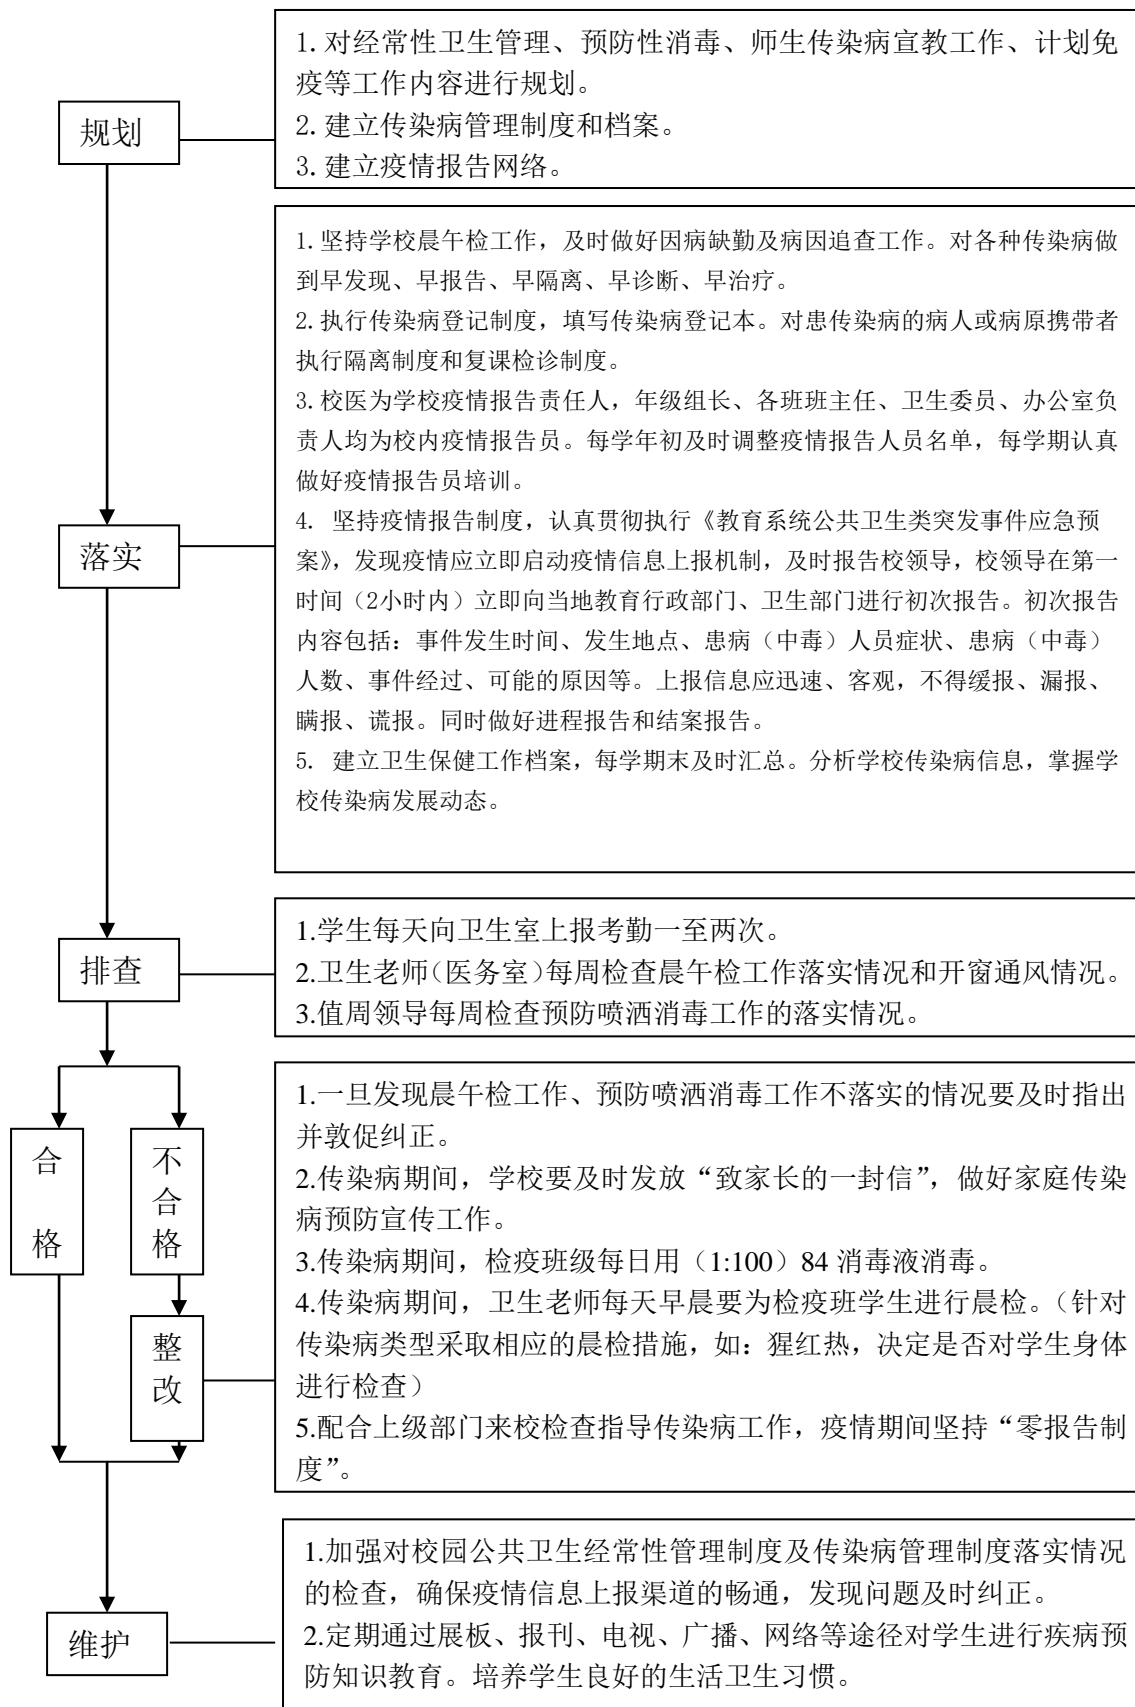 1.对经常性卫生管理、预防性消毒、师生传染病宣教工作、计划免
疫等工作内容进行规划。
2.建立传染病管理制度和档案。
3.建立疫情报告网络。
规划
1.坚持学校晨午检工作，及时做好因病缺勤及病因追查工作。对各种传染病做
到早发现、早报告、早隔离、早诊断、早治疗。
2.执行传染病登记制度，填写传染病登记本。对患传染病的病人或病原携带者
执行隔离制度和复课检诊制度。
3.校医为学校疫情报告责任人，年级组长、各班班主任、卫生委员、办公室负
责人均为校内疫情报告员。每学年初及时调整疫情报告人员名单，每学期认真
做好疫情报告员培训。
4. 坚持疫情报告制度，认真贯彻执行《教育系统公共卫生类突发事件应急预
案》，发现疫情应立即启动疫情信息上报机制，及时报告校领导，校领导在第一
时间（2小时内）立即向当地教育行政部门、卫生部门进行初次报告。初次报告
内容包括：事件发生时间、发生地点、患病（中毒）人员症状、患病（中毒）
人数、事件经过、可能的原因等。上报信息应迅速、客观，不得缓报、漏报、
瞒报、谎报。同时做好进程报告和结案报告。
5. 建立卫生保健工作档案，每学期末及时汇总。分析学校传染病信息，掌握学
校传染病发展动态。
落实
1.学生每天向卫生室上报考勤一至两次。
2.卫生老师（医务室）每周检查晨午检工作落实情况和开窗通风情况。
3.值周领导每周检查预防喷洒消毒工作的落实情况。
排查
合
格
不
合
格
整
改
1.一旦发现晨午检工作、预防喷洒消毒工作不落实的情况要及时指出
并敦促纠正。
2.传染病期间，学校要及时发放“致家长的一封信”，做好家庭传染
病预防宣传工作。
3.传染病期间，检疫班级每日用（1:100）84 消毒液消毒。
4.传染病期间，卫生老师每天早晨要为检疫班学生进行晨检。（针对
传染病类型采取相应的晨检措施，如：猩红热，决定是否对学生身体
进行检查）
5.配合上级部门来校检查指导传染病工作，疫情期间坚持“零报告制
度”。
1.加强对校园公共卫生经常性管理制度及传染病管理制度落实情况
的检查，确保疫情信息上报渠道的畅通，发现问题及时纠正。
2.定期通过展板、报刊、电视、广播、网络等途径对学生进行疾病预
防知识教育。培养学生良好的生活卫生习惯。
维护